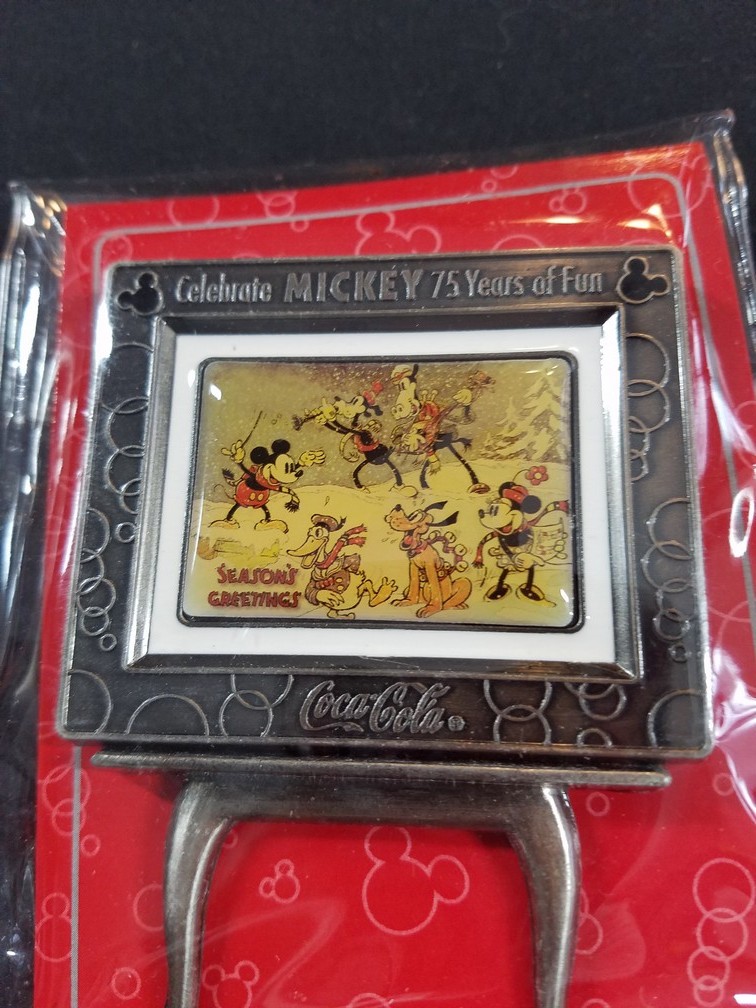 Celebrate MICKEY 75 Years of Fun
SEASON'S
GREETINGS
Coca-Cola®